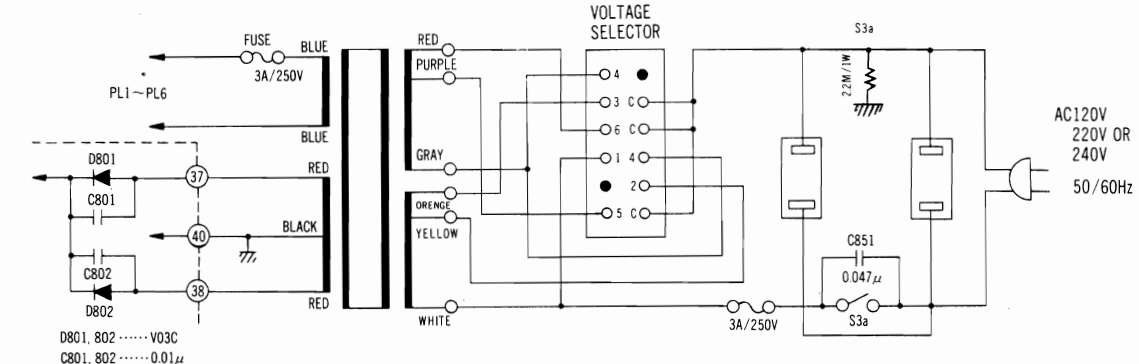 VOLTAGE
SELECTOR
S3a
FUSE
BLUE
3A/250V
PL1~PL6
BLUE
RED
PURPLE
GRAY
ORENGE
YELLOW
WHITE
4
3 C
6 C
1 4
2
5 C
2.2M/1W
AC120V
220V OR
240V
50/60Hz
D801
C801
37
RED
40
BLACK
C802
D802
38
RED
C851
0.047μ
S3a
3A/250V
D801, 802 ······ V03C
C801, 802 ······ 0.01μ